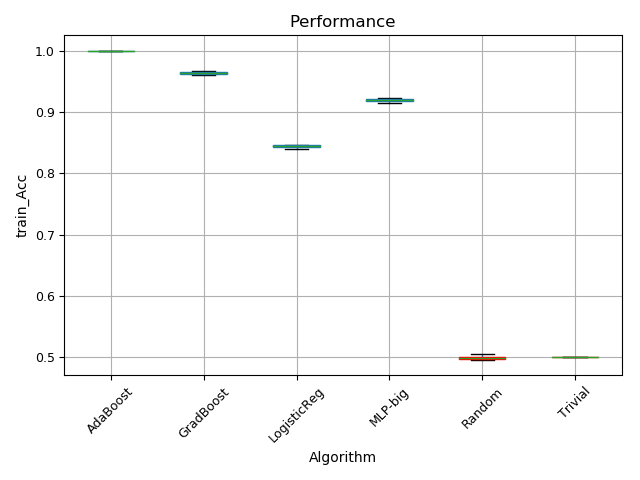 Performance
1.0
0.9
0.8
0.7
0.6
0.5
train_Acc
AdaBoost
GradBoost
LogisticReg
MLP-big
Random
Trivial
Algorithm